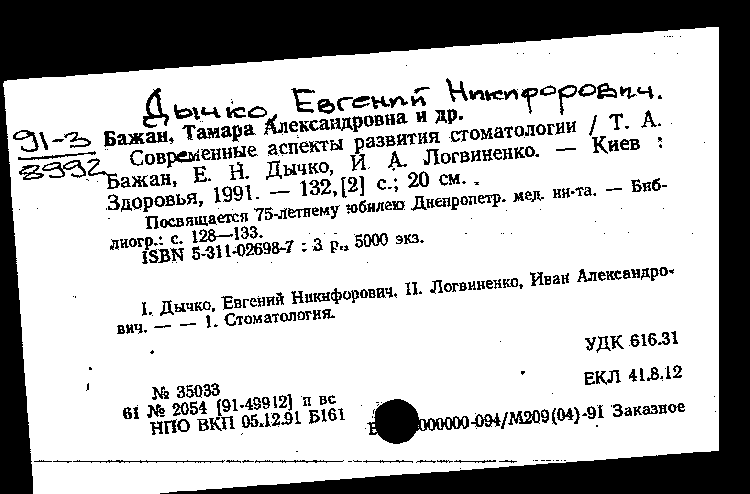 Дычко, Евгений Никифорович.
91-3
8992
Бажан, Тамара Александровна и др.
Современные аспекты развития стоматологии / Т. А.
Бажан, Е. Н. Дычко, И. А. Логвиненко. — Киев :
Здоровья, 1991. — 132,[2] с.; 20 см.
Посвящается 75-летнему юбилею Днепропетр. мед. ин-та. — Биб-
лиогр.: с. 128—133.
ISBN 5-311-02698-7 : 3 р., 5000 экз.
I. Дычко, Евгений Никифорович. II. Логвиненко, Иван Александро-
вич. — — 1. Стоматология.
УДК 616.31
ЕКЛ 41.8.12
№ 35033
61 № 2054 [91-49912] п вс
НПО ВКП 05.12.91 Б161
000000-094/М209(04)-91 Заказное